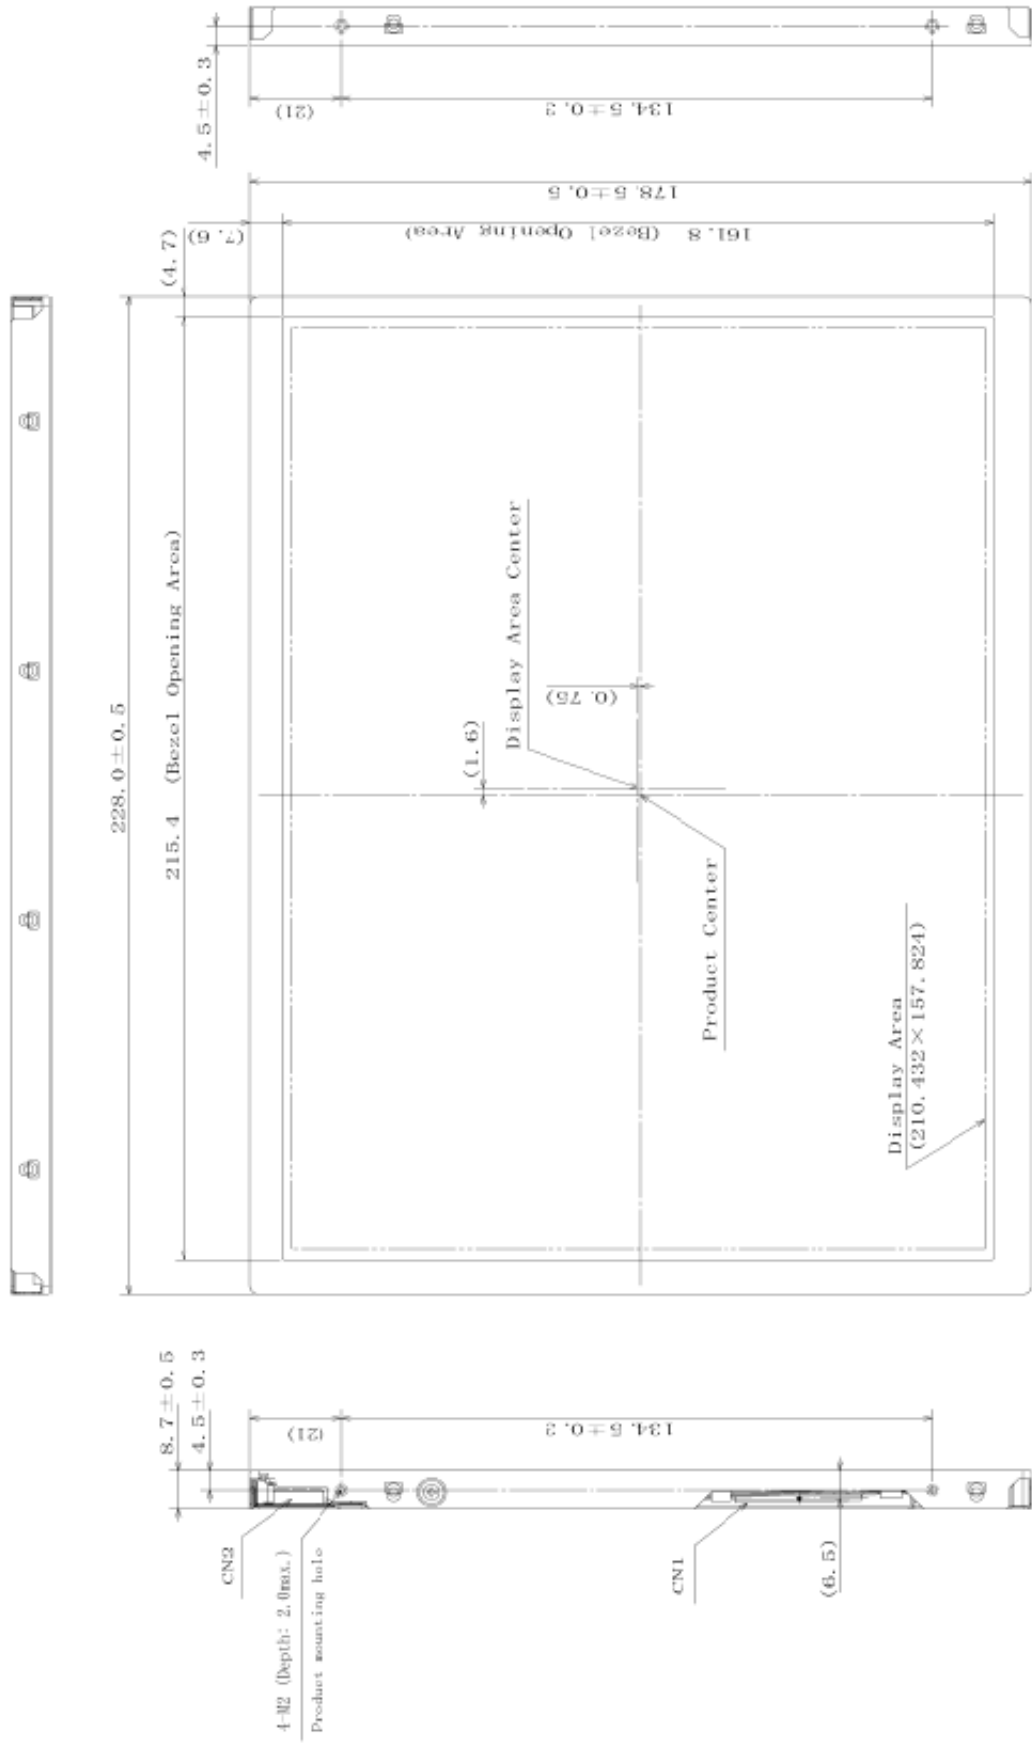 4.5±0.3
(21)
134.5±0.3
178.5±0.5
(7.6)
161.8 (Bezel Opening Area)
(4.7)
228.0±0.5
215.4 (Bezel Opening Area)
Display Area Center
(1.6)
(0.75)
Product Center
Display Area
(210.432×157.824)
8.7±0.5
4.5±0.3
(21)
134.5±0.3
CN2
4-M2 (Depth: 2.0max.)
Product mounting hole
CN1
(6.5)